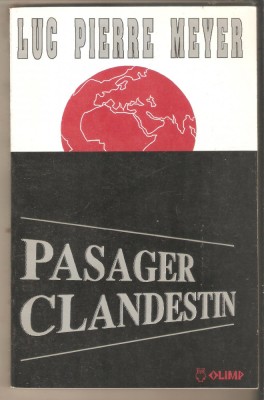 LUC PIERRE MEYER
PASAGER
CLANDESTIN
OLIMP